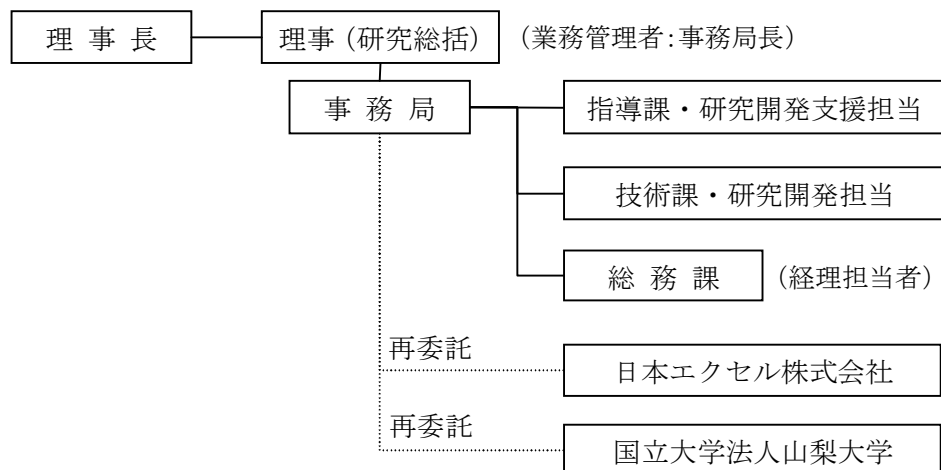 理 事 長
理事（研究総括）
（業務管理者：事務局長）
事 務 局
指導課・研究開発支援担当
技術課・研究開発担当
総 務 課
（経理担当者）
再委託
日本エクセル株式会社
再委託
国立大学法人山梨大学